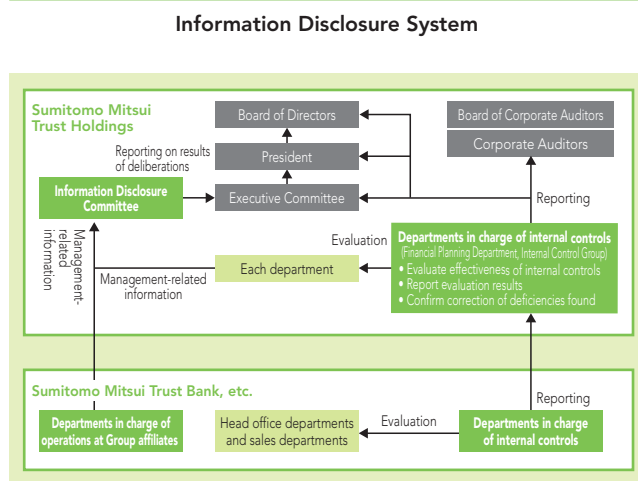 Information Disclosure System
Sumitomo Mitsui
Trust Holdings
Board of Directors
Board of Corporate Auditors
Corporate Auditors
Reporting on results
of deliberations
President
Information Disclosure
Committee
Executive Committee
Reporting
Management-
related
information
Evaluation
Departments in charge of internal controls
(Financial Planning Department, Internal Control Group)
• Evaluate effectiveness of internal controls
• Report evaluation results
• Confirm correction of deficiencies found
Each department
Management-related
information
Sumitomo Mitsui Trust Bank, etc.
Reporting
Departments in charge of
operations at Group affiliates
Head office departments
and sales departments
Evaluation
Departments in charge
of internal controls